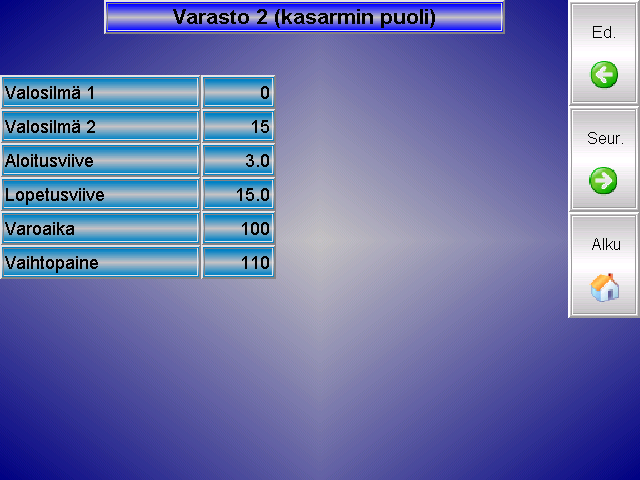 Varasto 2 (kasarmin puoli)
Ed.
Valosilmä 1 0
Valosilmä 2 15
Seur.
Aloitusviive 3.0
Lopetusviive 15.0
Varoaika 100
Alku
Vaihtopaine 110